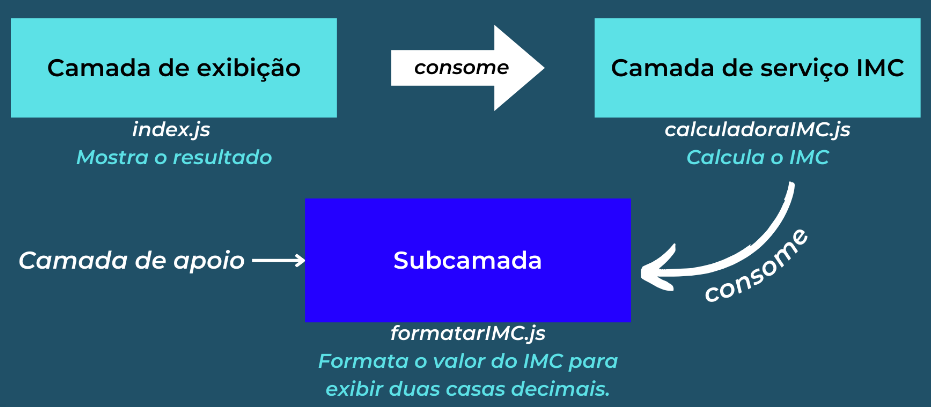 Camada de exibição
consome
Camada de serviço IMC
index.js
calculadoraIMC.js
Mostra o resultado
Calcula o IMC
Camada de apoio
Subcamada
consome
formatarIMC.js
Formata o valor do IMC para
exibir duas casas decimais.